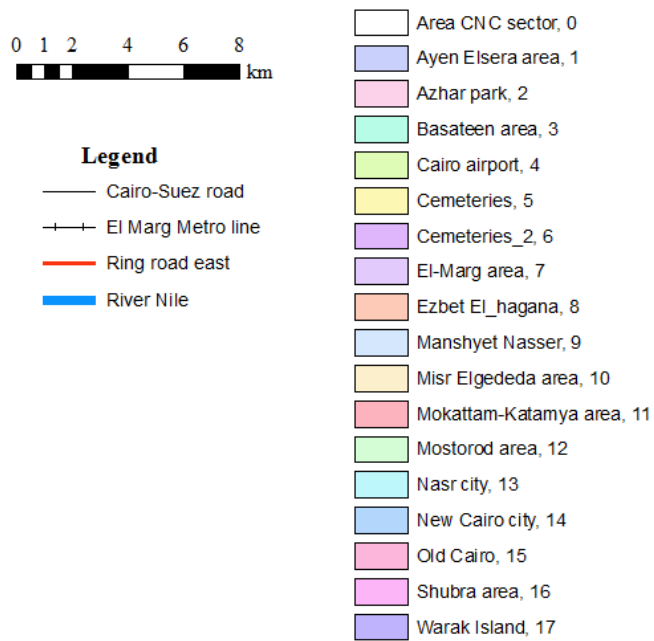 0 1 2 4 6 8
km
Legend
Cairo-Suez road
El Marg Metro line
Ring road east
River Nile
Area CNC sector, 0
Ayen Elsera area, 1
Azhar park, 2
Basateen area, 3
Cairo airport, 4
Cemeteries, 5
Cemeteries_2, 6
El-Marg area, 7
Ezbet El_hagana, 8
Manshyet Nasser, 9
Misr Elgededa area, 10
Mokattam-Katamya area, 11
Mostorod area, 12
Nasr city, 13
New Cairo city, 14
Old Cairo, 15
Shubra area, 16
Warak Island, 17